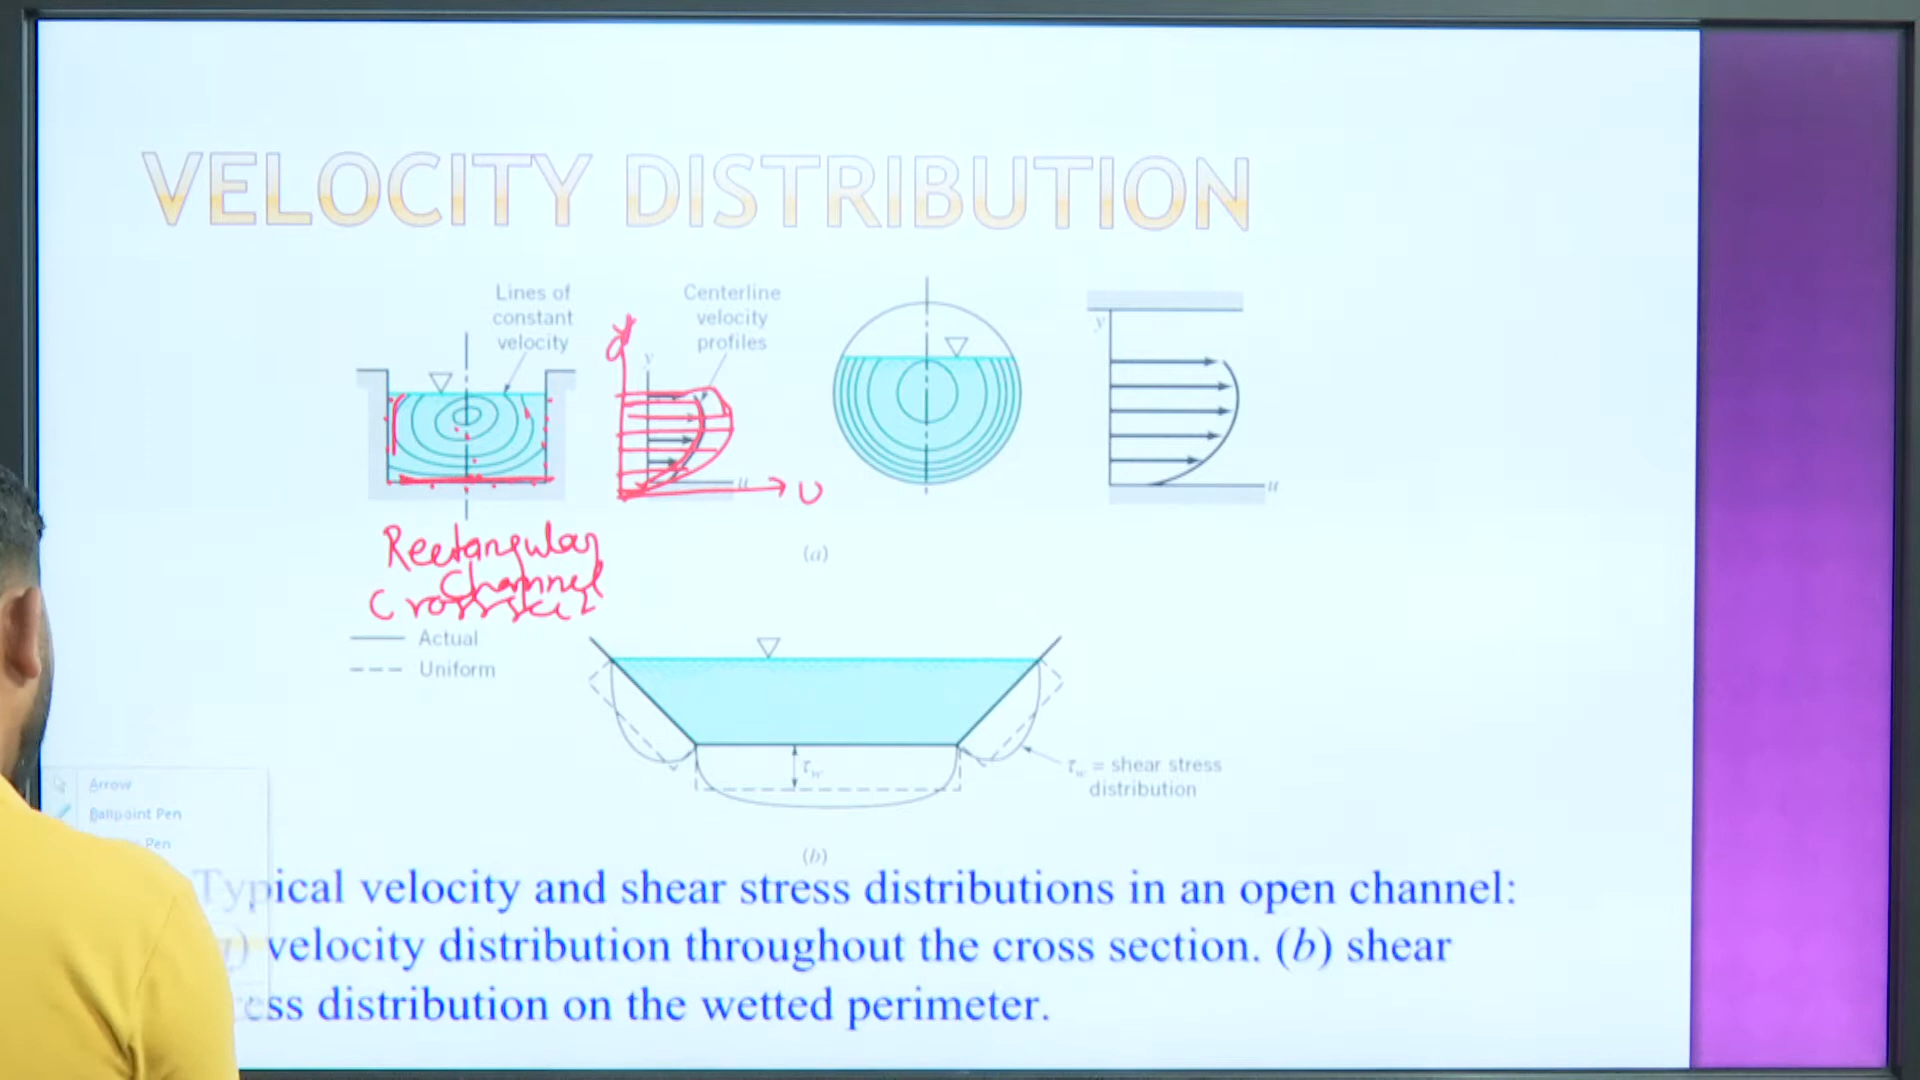 VELOCITY DISTRIBUTION
Lines of
constant
velocity
Centerline
velocity
profiles
y
y
y
u
U
u
Rectangular
Channel
(a)
Actual
Uniform
τw
τw = shear stress
distribution
(b)
Arrow
Ballpoint Pen
Pen
Typical velocity and shear stress distributions in an open channel:
velocity distribution throughout the cross section. (b) shear
ess distribution on the wetted perimeter.